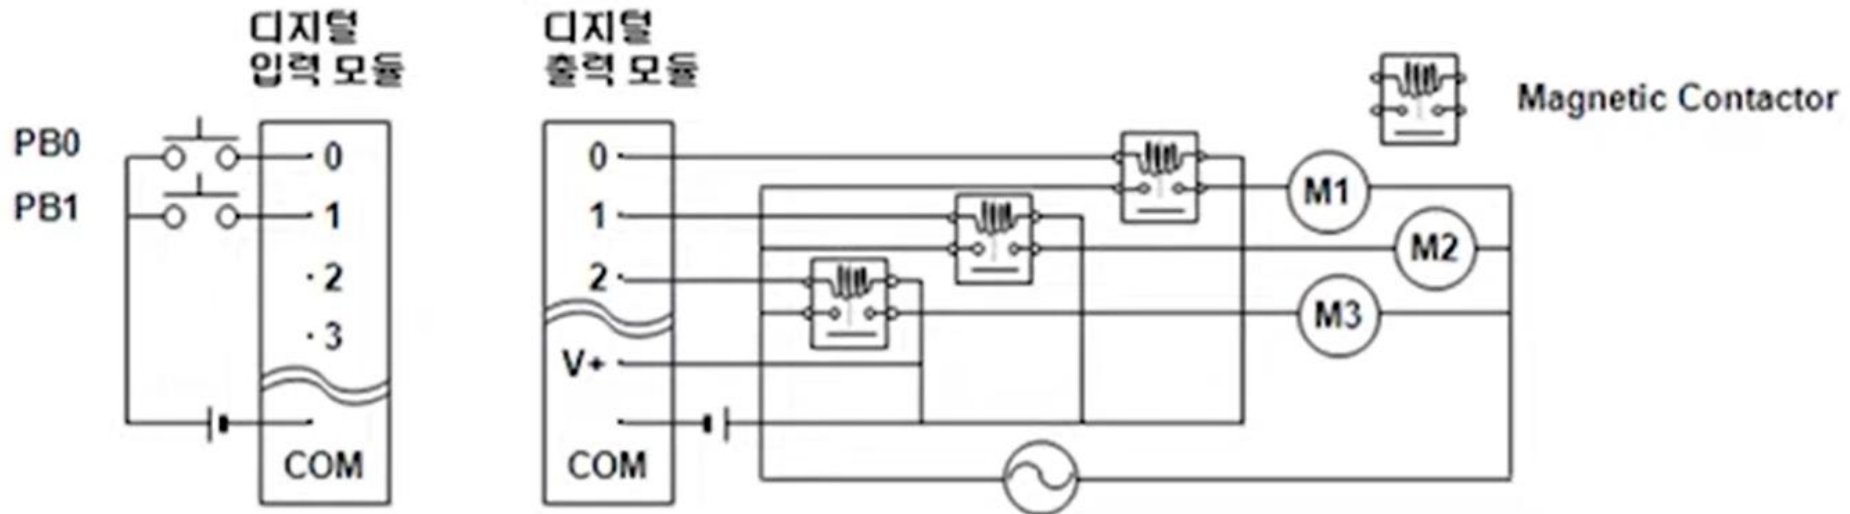 디지털
입력 모듈
디지털
출력 모듈
Magnetic Contactor
PB0
PB1
0
1
·2
·3
COM
0
1
2
V+
COM
M1
M2
M3